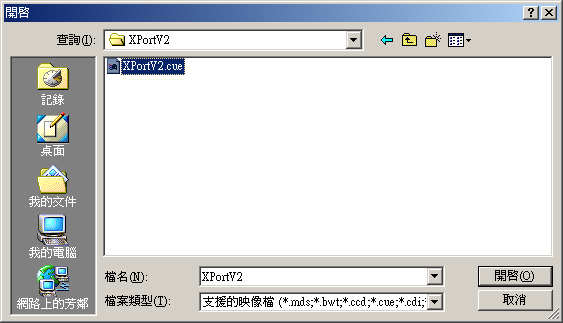 開啓
查詢(I): XPortV2
XPortV2.cue
記錄
桌面
我的文件
我的電腦
網路上的芳鄰
檔名(N): XPortV2 開啓(O)
檔案類型(T): 支援的映像檔 (*.mds;*.bwt;*.ccd;*.cue;*.cdi; 取消